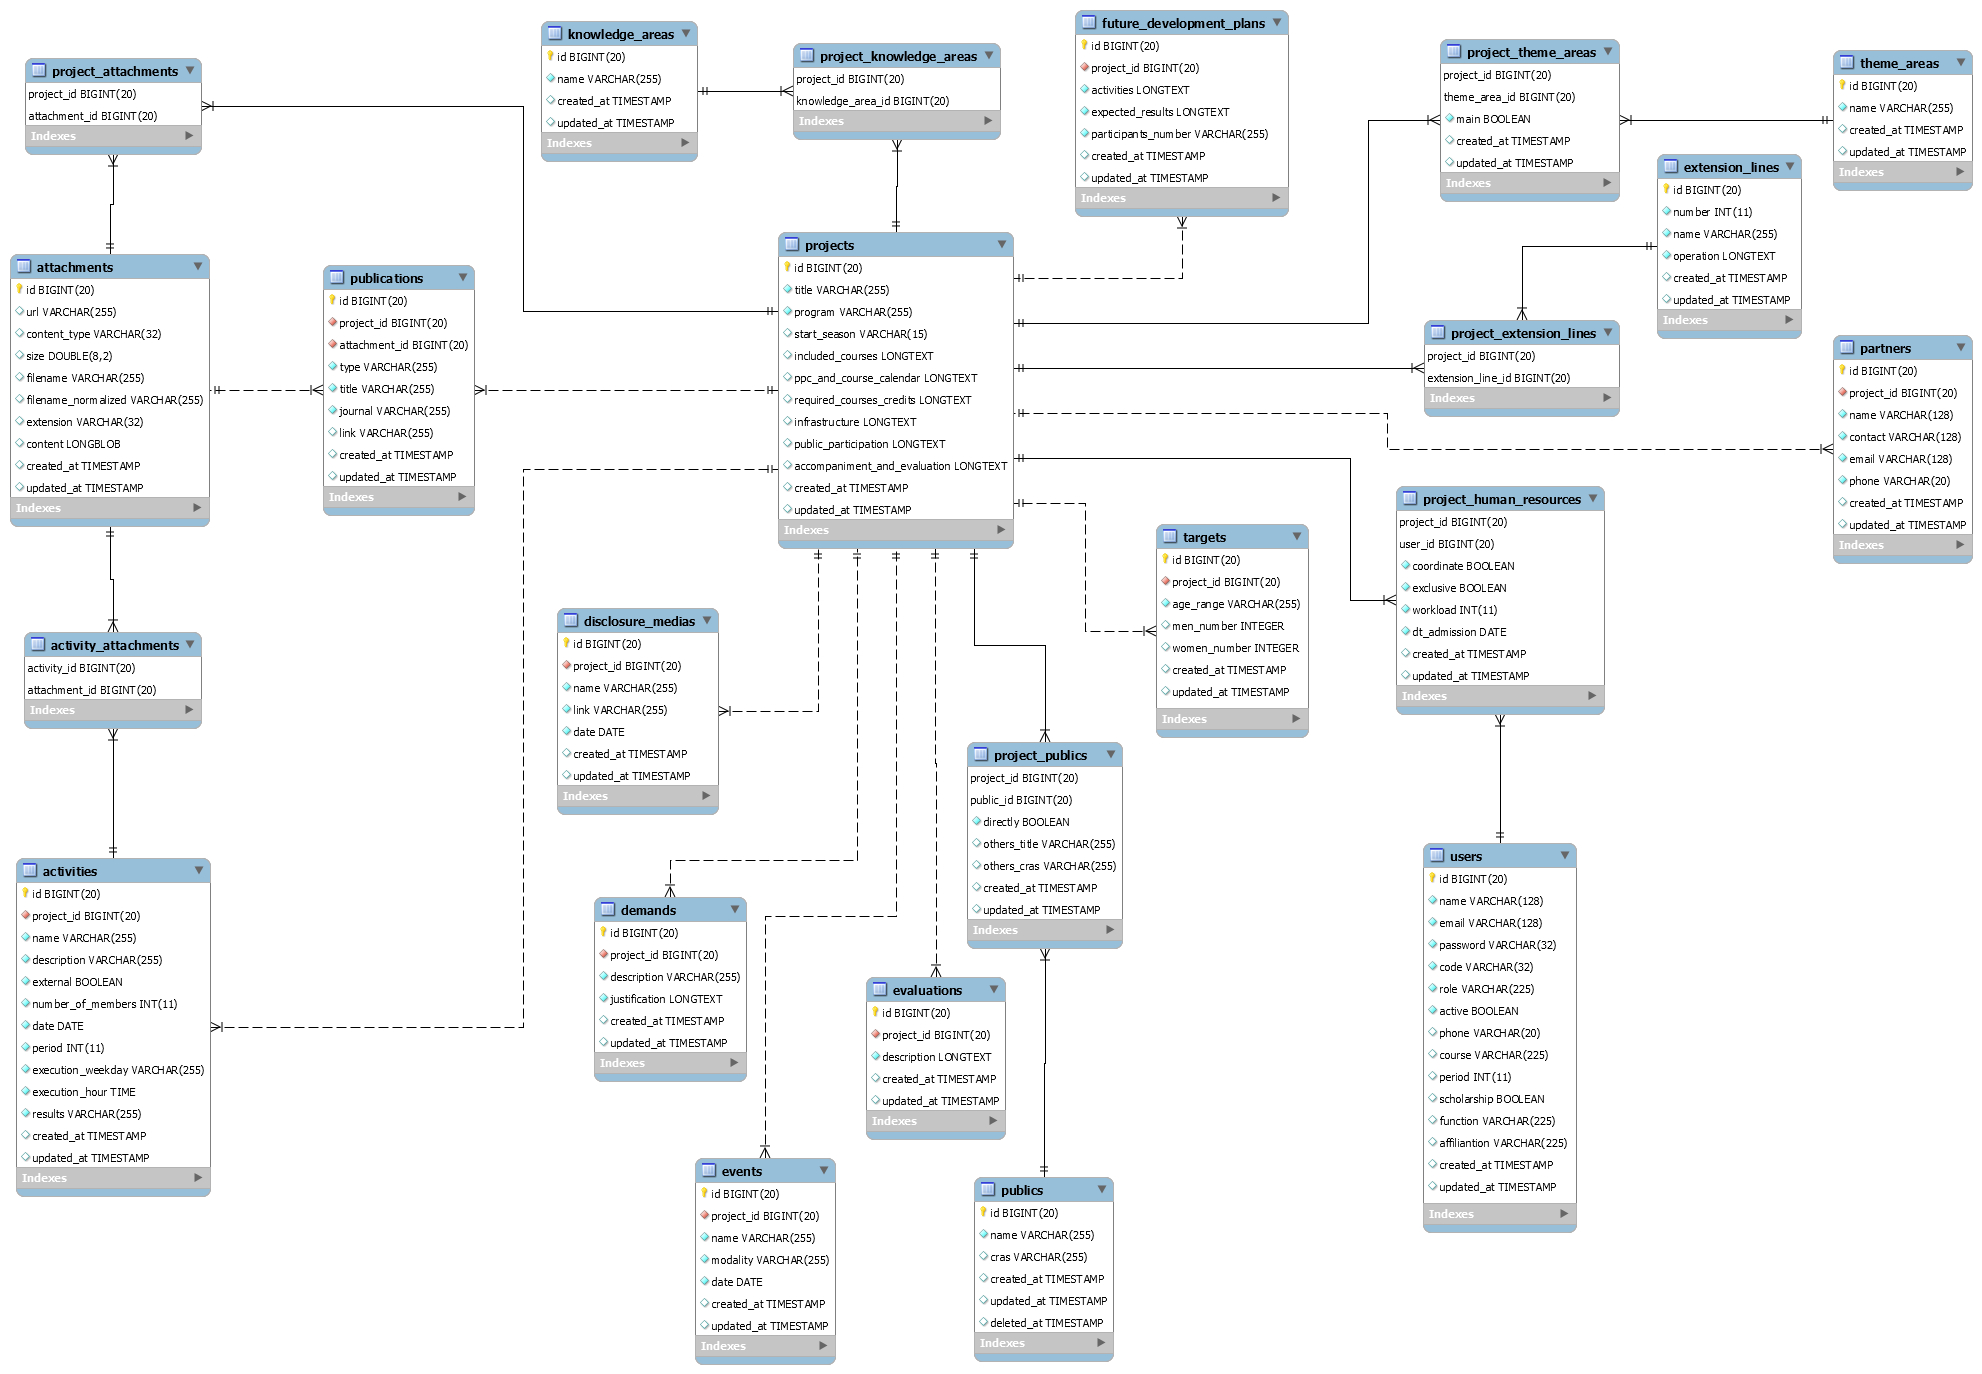 project_attachments
project_id BIGINT(20)
attachment_id BIGINT(20)
Indexes
knowledge_areas
id BIGINT(20)
name VARCHAR(255)
created_at TIMESTAMP
updated_at TIMESTAMP
Indexes
project_knowledge_areas
project_id BIGINT(20)
knowledge_area_id BIGINT(20)
Indexes
future_development_plans
id BIGINT(20)
project_id BIGINT(20)
activities LONGTEXT
expected_results LONGTEXT
participants_number VARCHAR(255)
created_at TIMESTAMP
updated_at TIMESTAMP
Indexes
project_theme_areas
project_id BIGINT(20)
theme_area_id BIGINT(20)
main BOOLEAN
created_at TIMESTAMP
updated_at TIMESTAMP
Indexes
theme_areas
id BIGINT(20)
name VARCHAR(255)
created_at TIMESTAMP
updated_at TIMESTAMP
Indexes
extension_lines
id BIGINT(20)
number INT(11)
name VARCHAR(255)
operation LONGTEXT
created_at TIMESTAMP
updated_at TIMESTAMP
Indexes
attachments
id BIGINT(20)
url VARCHAR(255)
content_type VARCHAR(32)
size DOUBLE(8,2)
filename VARCHAR(255)
filename_normalized VARCHAR(255)
extension VARCHAR(32)
content LONGBLOB
created_at TIMESTAMP
updated_at TIMESTAMP
Indexes
publications
id BIGINT(20)
project_id BIGINT(20)
attachment_id BIGINT(20)
type VARCHAR(255)
title VARCHAR(255)
journal VARCHAR(255)
link VARCHAR(255)
created_at TIMESTAMP
updated_at TIMESTAMP
Indexes
projects
id BIGINT(20)
title VARCHAR(255)
program VARCHAR(255)
start_season VARCHAR(15)
included_courses LONGTEXT
ppc_and_course_calendar LONGTEXT
required_courses_credits LONGTEXT
infrastructure LONGTEXT
public_participation LONGTEXT
accompaniment_and_evaluation LONGTEXT
created_at TIMESTAMP
updated_at TIMESTAMP
Indexes
project_extension_lines
project_id BIGINT(20)
extension_line_id BIGINT(20)
Indexes
partners
id BIGINT(20)
project_id BIGINT(20)
name VARCHAR(128)
contact VARCHAR(128)
email VARCHAR(128)
phone VARCHAR(20)
created_at TIMESTAMP
updated_at TIMESTAMP
Indexes
project_human_resources
project_id BIGINT(20)
user_id BIGINT(20)
coordinate BOOLEAN
exclusive BOOLEAN
workload INT(11)
dt_admission DATE
created_at TIMESTAMP
updated_at TIMESTAMP
Indexes
targets
id BIGINT(20)
project_id BIGINT(20)
age_range VARCHAR(255)
men_number INTEGER
women_number INTEGER
created_at TIMESTAMP
updated_at TIMESTAMP
Indexes
disclosure_medias
id BIGINT(20)
project_id BIGINT(20)
name VARCHAR(255)
link VARCHAR(255)
date DATE
created_at TIMESTAMP
updated_at TIMESTAMP
Indexes
activity_attachments
activity_id BIGINT(20)
attachment_id BIGINT(20)
Indexes
project_publics
project_id BIGINT(20)
public_id BIGINT(20)
directly BOOLEAN
others_title VARCHAR(255)
others_cras VARCHAR(255)
created_at TIMESTAMP
updated_at TIMESTAMP
Indexes
users
id BIGINT(20)
name VARCHAR(128)
email VARCHAR(128)
password VARCHAR(32)
code VARCHAR(32)
role VARCHAR(225)
active BOOLEAN
phone VARCHAR(20)
course VARCHAR(225)
period INT(11)
scholarship BOOLEAN
function VARCHAR(225)
affiliantion VARCHAR(225)
created_at TIMESTAMP
updated_at TIMESTAMP
Indexes
activities
id BIGINT(20)
project_id BIGINT(20)
name VARCHAR(255)
description VARCHAR(255)
external BOOLEAN
number_of_members INT(11)
date DATE
period INT(11)
execution_weekday VARCHAR(255)
execution_hour TIME
results VARCHAR(255)
created_at TIMESTAMP
updated_at TIMESTAMP
Indexes
demands
id BIGINT(20)
project_id BIGINT(20)
description VARCHAR(255)
justification LONGTEXT
created_at TIMESTAMP
updated_at TIMESTAMP
Indexes
evaluations
id BIGINT(20)
project_id BIGINT(20)
description LONGTEXT
created_at TIMESTAMP
updated_at TIMESTAMP
Indexes
events
id BIGINT(20)
project_id BIGINT(20)
name VARCHAR(255)
modality VARCHAR(255)
date DATE
created_at TIMESTAMP
updated_at TIMESTAMP
Indexes
publics
id BIGINT(20)
name VARCHAR(255)
cras VARCHAR(255)
created_at TIMESTAMP
updated_at TIMESTAMP
deleted_at TIMESTAMP
Indexes